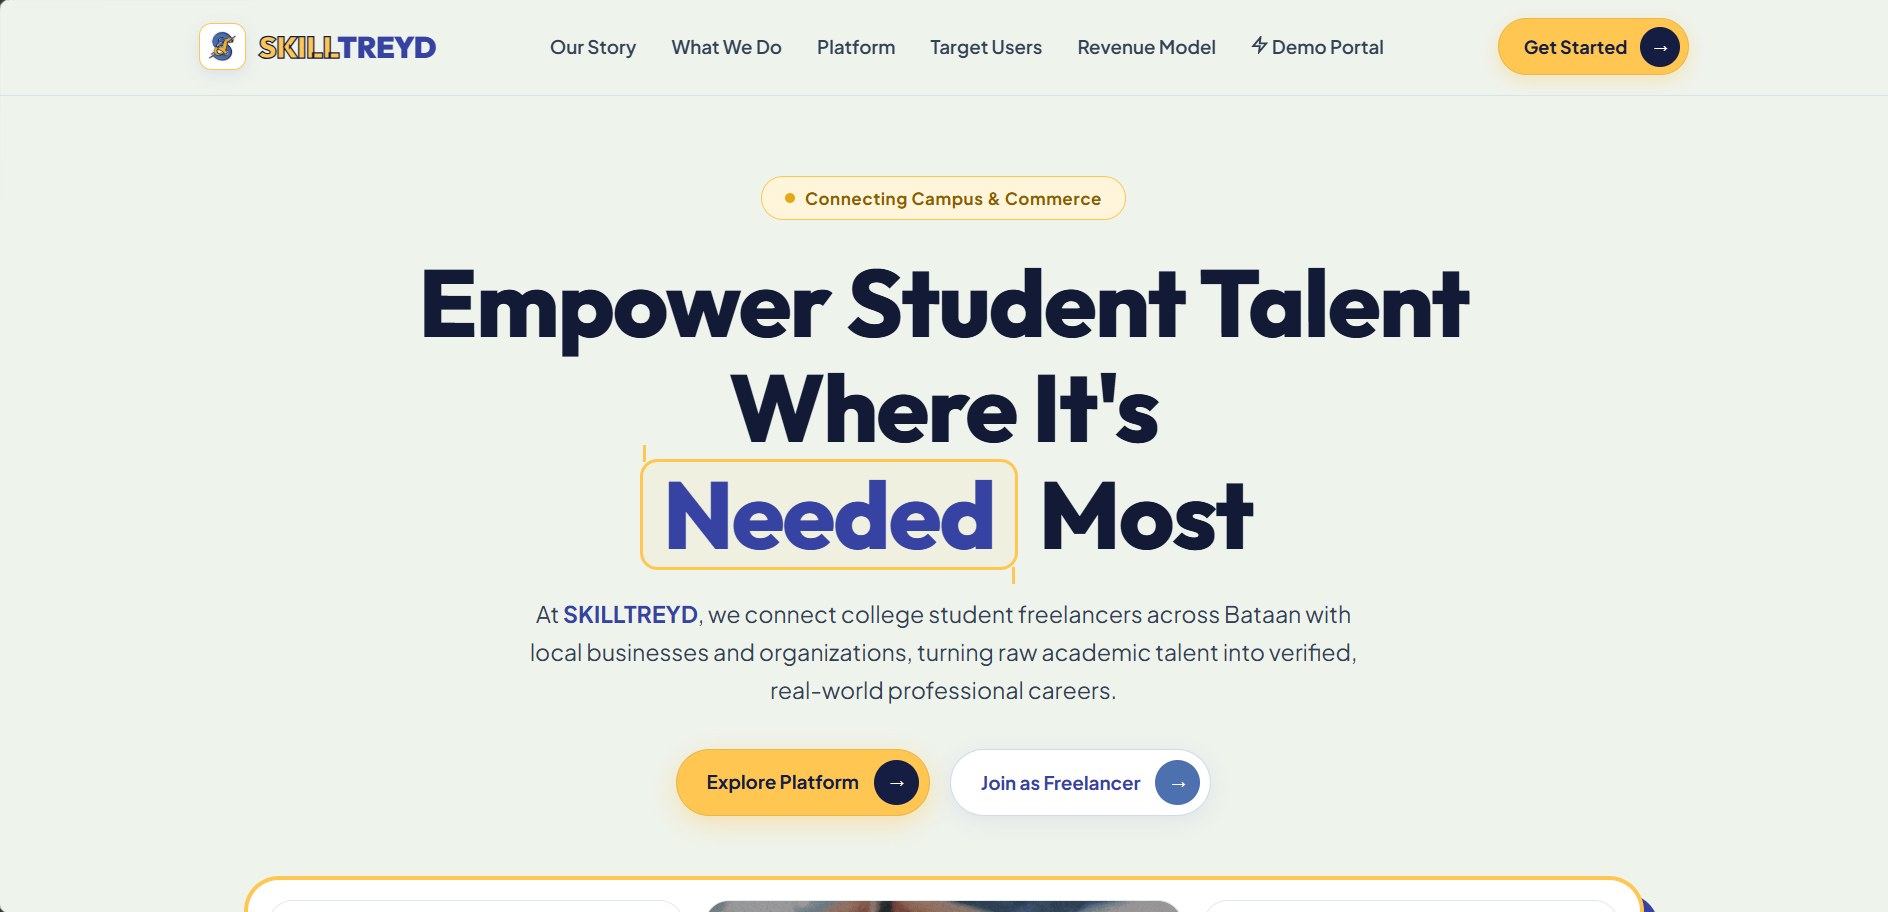 SKILLTREYD
Our Story
What We Do
Platform
Target Users
Revenue Model
Demo Portal
Get Started →
Connecting Campus & Commerce
Empower Student Talent
Where It's
Needed Most
At SKILLTREYD, we connect college student freelancers across Bataan with
local businesses and organizations, turning raw academic talent into verified,
real-world professional careers.
Explore Platform →
Join as Freelancer →